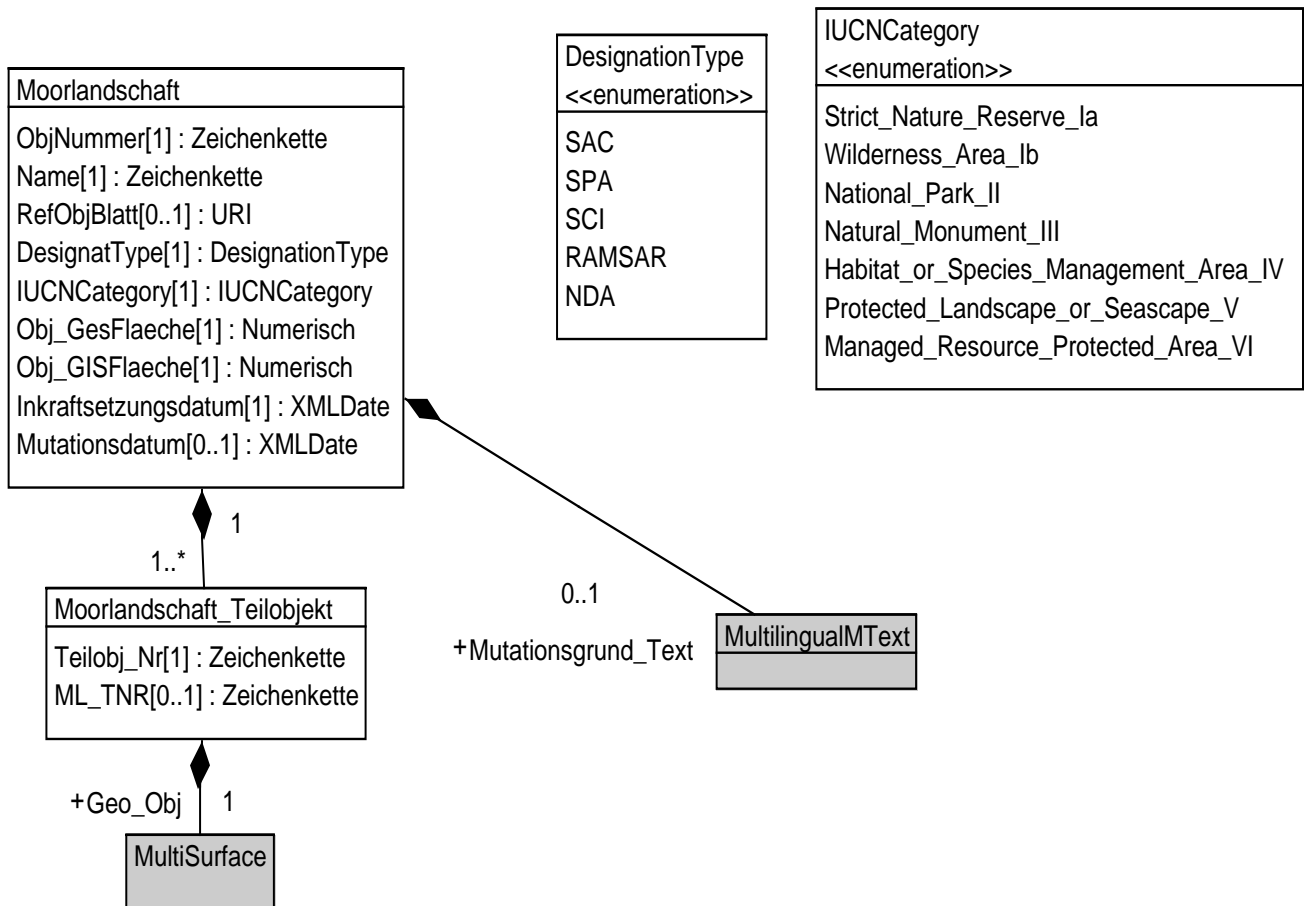 Moorlandschaft
ObjNummer[1] : Zeichenkette
Name[1] : Zeichenkette
RefObjBlatt[0..1] : URI
DesignatType[1] : DesignationType
IUCNCategory[1] : IUCNCategory
Obj_GesFlaeche[1] : Numerisch
Obj_GISFlaeche[1] : Numerisch
Inkraftsetzungsdatum[1] : XMLDate
Mutationsdatum[0..1] : XMLDate
DesignationType
<<enumeration>>
SAC
SPA
SCI
RAMSAR
NDA
IUCNCategory
<<enumeration>>
Strict_Nature_Reserve_Ia
Wilderness_Area_Ib
National_Park_II
Natural_Monument_III
Habitat_or_Species_Management_Area_IV
Protected_Landscape_or_Seascape_V
Managed_Resource_Protected_Area_VI
1
1..*
Moorlandschaft_Teilobjekt
Teilobj_Nr[1] : Zeichenkette
ML_TNR[0..1] : Zeichenkette
0..1
+Mutationsgrund_Text
MultilingualMText
+Geo_Obj
1
MultiSurface